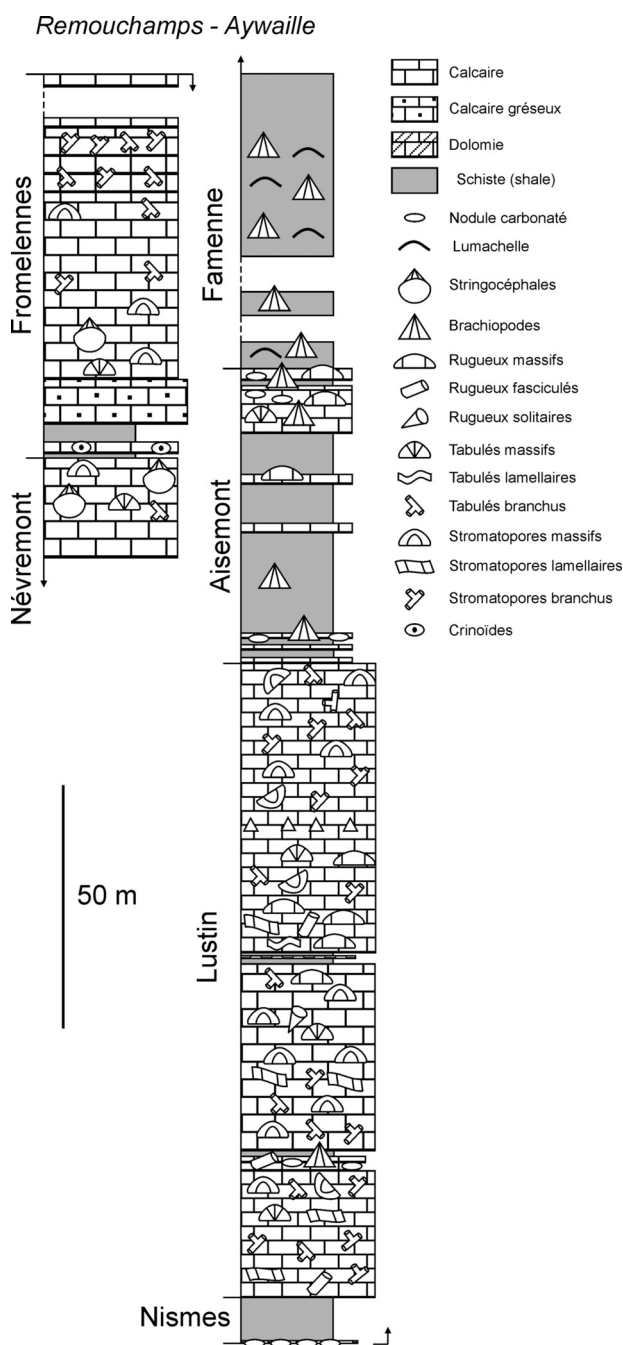 Remouchamps - Aywaille
Fromelennes
Névremont
Famenne
Aisemont
Lustin
Nismes
50 m
Calcaire
Calcaire gréseux
Dolomie
Schiste (shale)
Nodule carbonaté
Lumachelle
Stringocéphales
Brachiopodes
Rugueux massifs
Rugueux fasciculés
Rugueux solitaires
Tabulés massifs
Tabulés lamellaires
Tabulés branchus
Stromatopores massifs
Stromatopores lamellaires
Stromatopores branchus
Crinoïdes